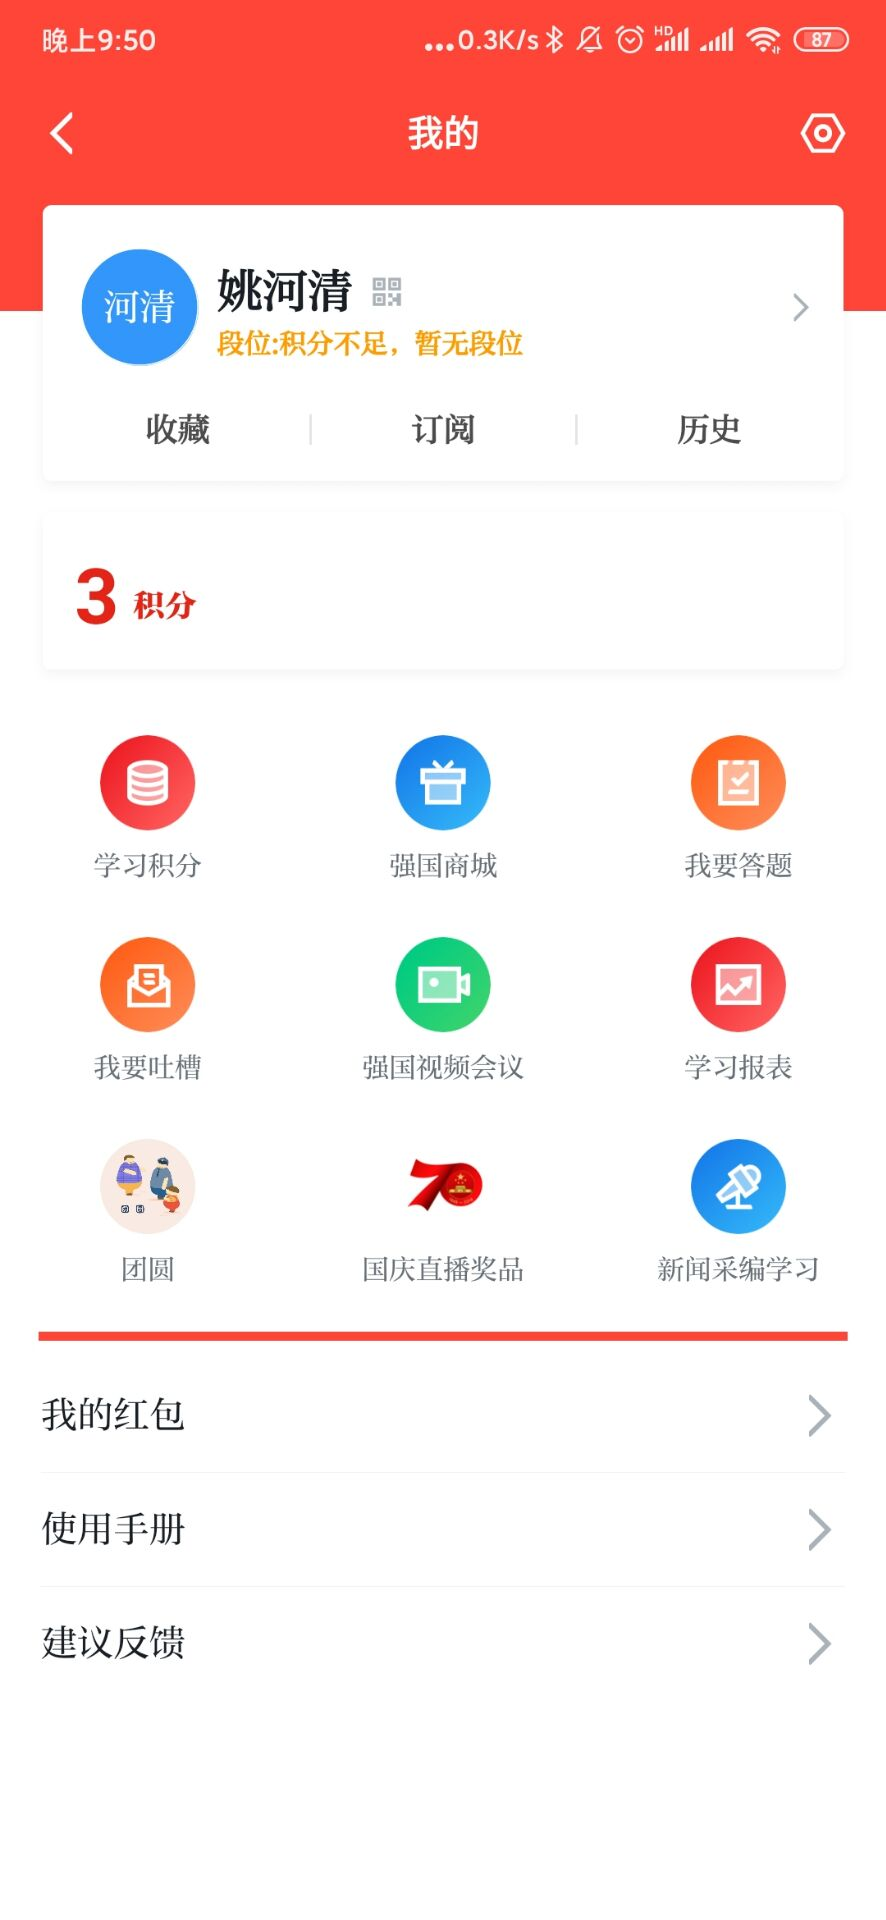 晚上9:50
...0.3K/s
HD
87
我的
河清
姚河清
段位:积分不足，暂无段位
收藏
订阅
历史
3 积分
学习积分
强国商城
我要答题
我要吐槽
强国视频会议
学习报表
70
团圆
国庆直播奖品
新闻采编学习
我的红包
使用手册
建议反馈